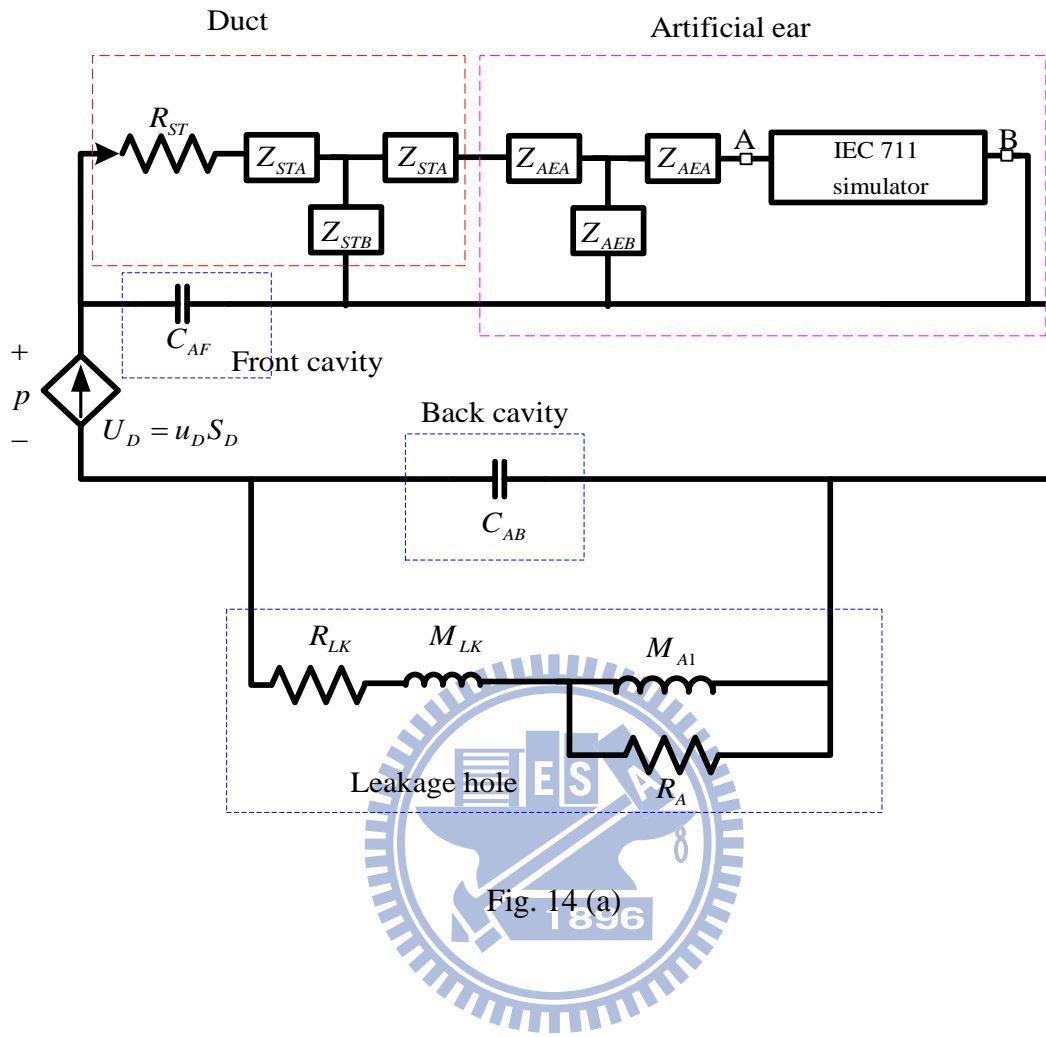 Duct
Artificial ear
R_ST
Z_STA
Z_STA
Z_AEA
Z_AEA
A
IEC 711
simulator
B
Z_STB
Z_AEB
C_AF
Front cavity
+
p
−
U_D = u_D S_D
Back cavity
C_AB
R_LK
M_LK
M_A1
E S A
Leakage hole
R_A
Fig. 14 (a)
1896